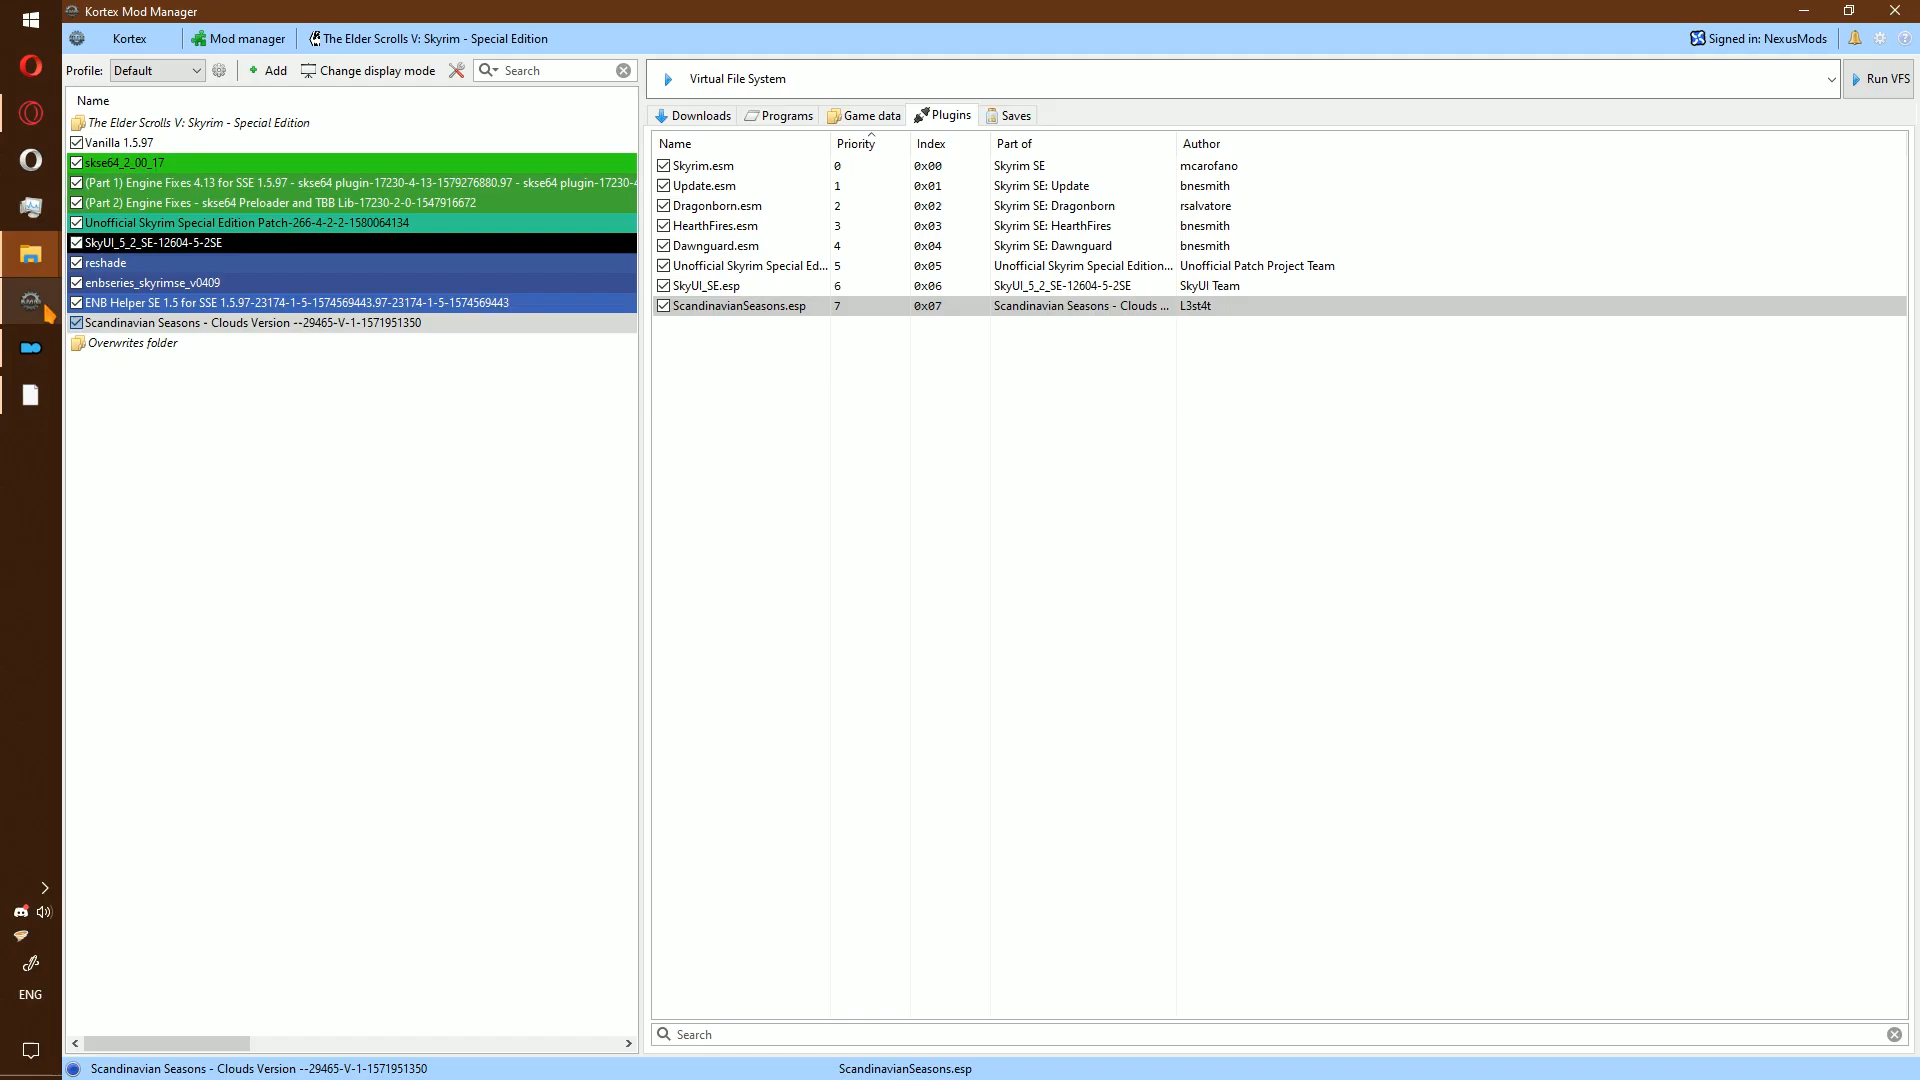 Kortex Mod Manager
Kortex
Mod manager
The Elder Scrolls V: Skyrim - Special Edition
Signed in: NexusMods
Profile:
Default
Add
Change display mode
Search
Virtual File System
Run VFS
Name
The Elder Scrolls V: Skyrim - Special Edition
Vanilla 1.5.97
skse64_2_00_17
(Part 1) Engine Fixes 4.13 for SSE 1.5.97 - skse64 plugin-17230-4-13-1579276880.97 - skse64 plugin-17230-4
(Part 2) Engine Fixes - skse64 Preloader and TBB Lib-17230-2-0-1547916672
Unofficial Skyrim Special Edition Patch-266-4-2-2-1580064134
SkyUI_5_2_SE-12604-5-2SE
reshade
enbseries_skyrimse_v0409
ENB Helper SE 1.5 for SSE 1.5.97-23174-1-5-1574569443.97-23174-1-5-1574569443
Scandinavian Seasons - Clouds Version --29465-V-1-1571951350
Overwrites folder
Downloads
Programs
Game data
Plugins
Saves
Name Priority Index Part of Author
Skyrim.esm 0 0x00 Skyrim SE mcarofano
Update.esm 1 0x01 Skyrim SE: Update bnesmith
Dragonborn.esm 2 0x02 Skyrim SE: Dragonborn rsalvatore
HearthFires.esm 3 0x03 Skyrim SE: HearthFires bnesmith
Dawnguard.esm 4 0x04 Skyrim SE: Dawnguard bnesmith
Unofficial Skyrim Special Ed... 5 0x05 Unofficial Skyrim Special Edition... Unofficial Patch Project Team
SkyUI_SE.esp 6 0x06 SkyUI_5_2_SE-12604-5-2SE SkyUI Team
ScandinavianSeasons.esp 7 0x07 Scandinavian Seasons - Clouds ... L3st4t
Search
ENG
Scandinavian Seasons - Clouds Version --29465-V-1-1571951350
ScandinavianSeasons.esp